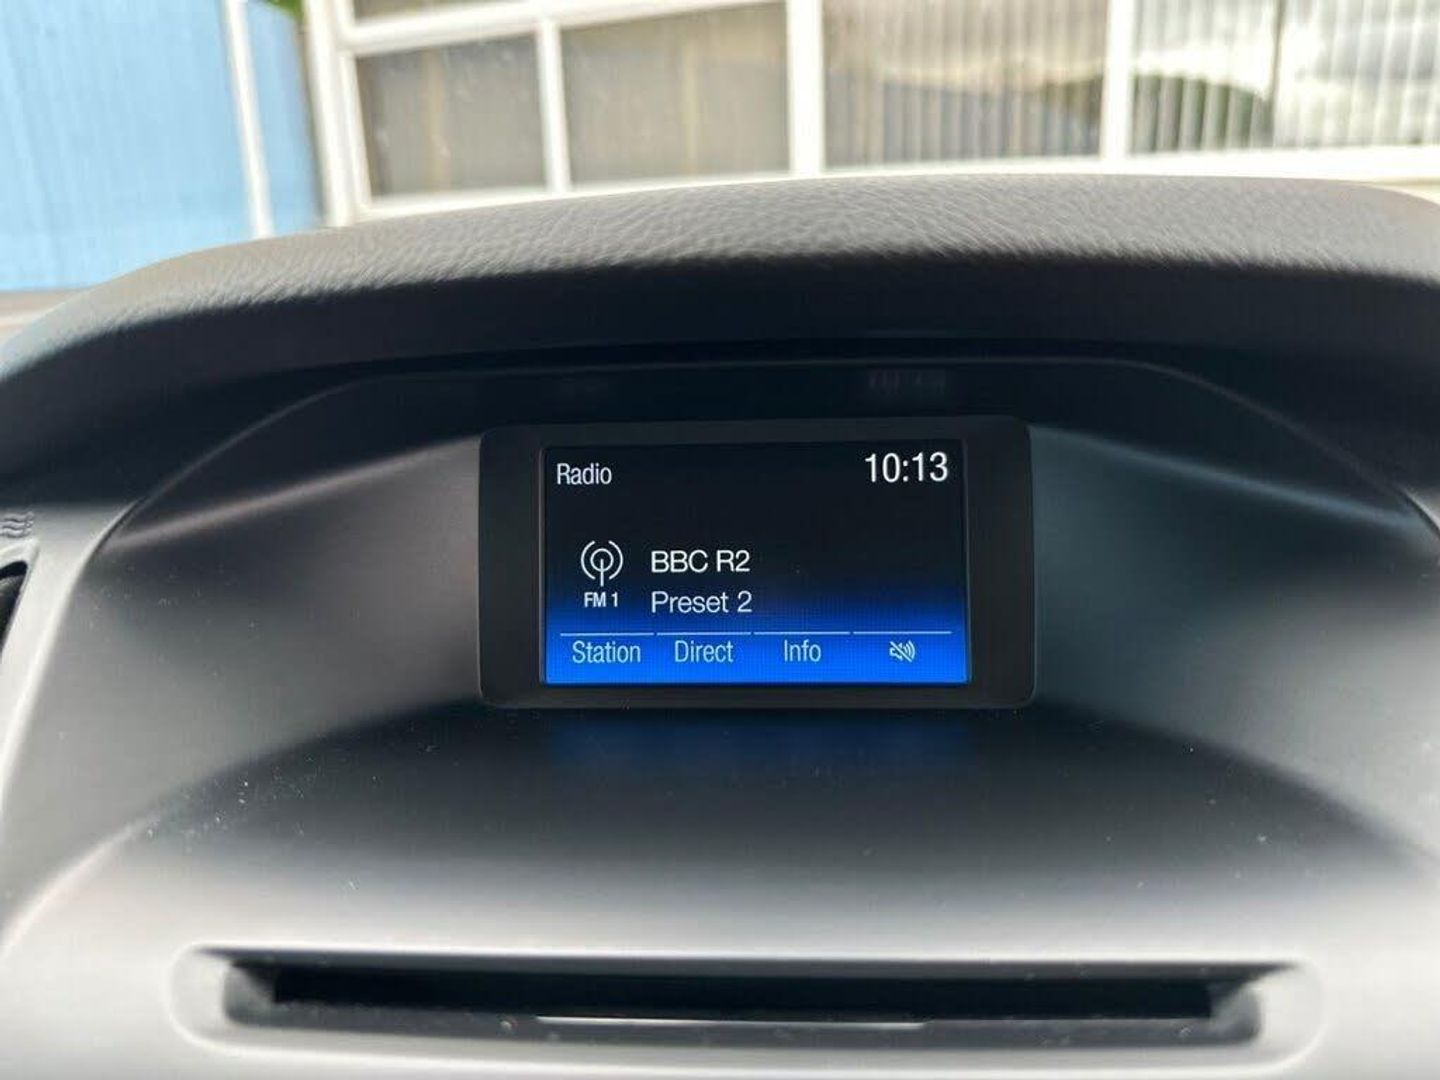 Radio 10:13
BBC R2
FM 1 Preset 2
Station Direct Info